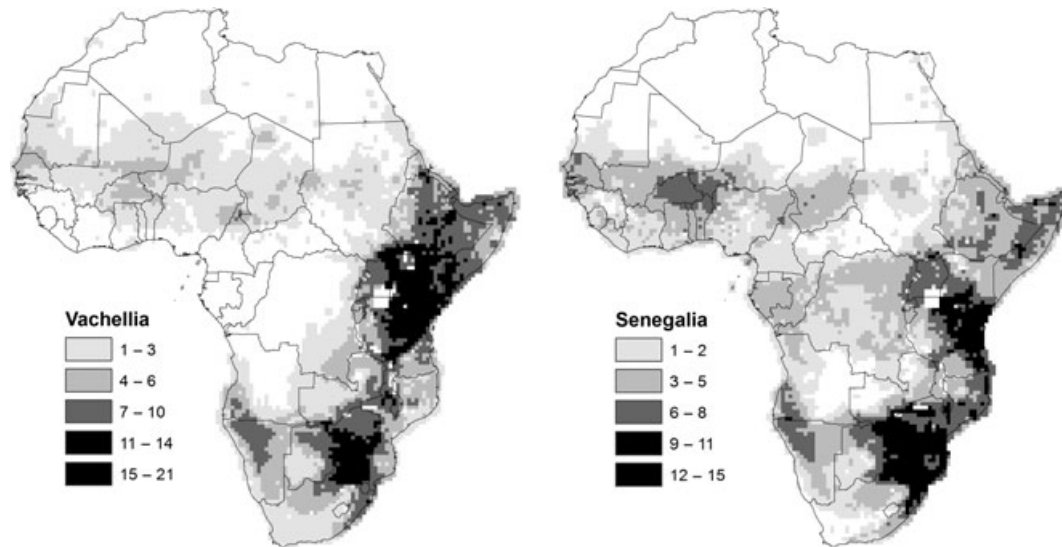 Vachellia
1 – 3
4 – 6
7 – 10
11 – 14
15 – 21
Senegalia
1 – 2
3 – 5
6 – 8
9 – 11
12 – 15